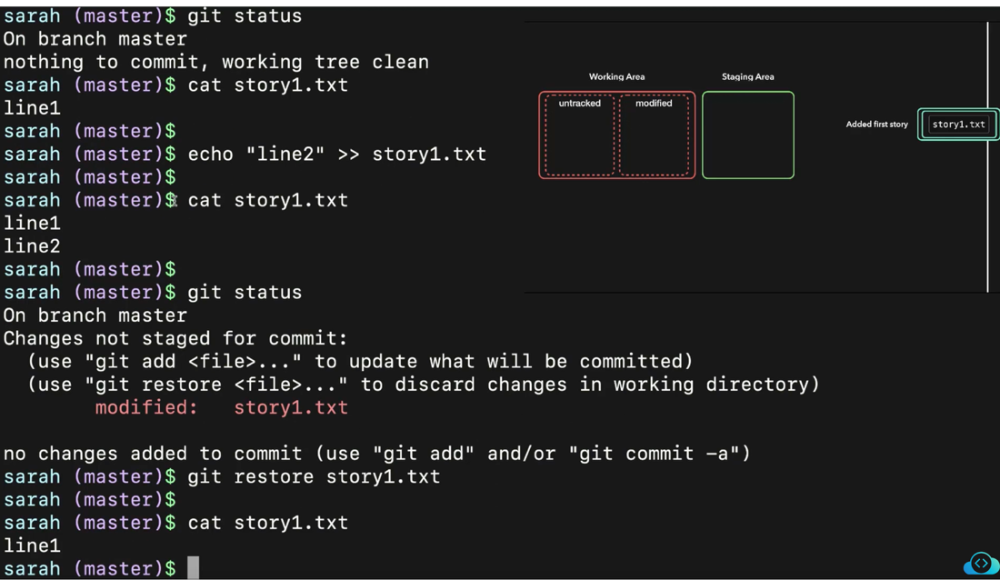 sarah (master)$ git status
On branch master
nothing to commit, working tree clean
sarah (master)$ cat story1.txt
line1
sarah (master)$
sarah (master)$ echo "line2" >> story1.txt
sarah (master)$
sarah (master)$ cat story1.txt
line1
line2
sarah (master)$
sarah (master)$ git status
On branch master
Changes not staged for commit:
  (use "git add <file>..." to update what will be committed)
  (use "git restore <file>..." to discard changes in working directory)
        modified:   story1.txt

no changes added to commit (use "git add" and/or "git commit -a")
sarah (master)$ git restore story1.txt
sarah (master)$
sarah (master)$ cat story1.txt
line1
sarah (master)$
Working Area
Staging Area
untracked
modified
Added first story
story1.txt